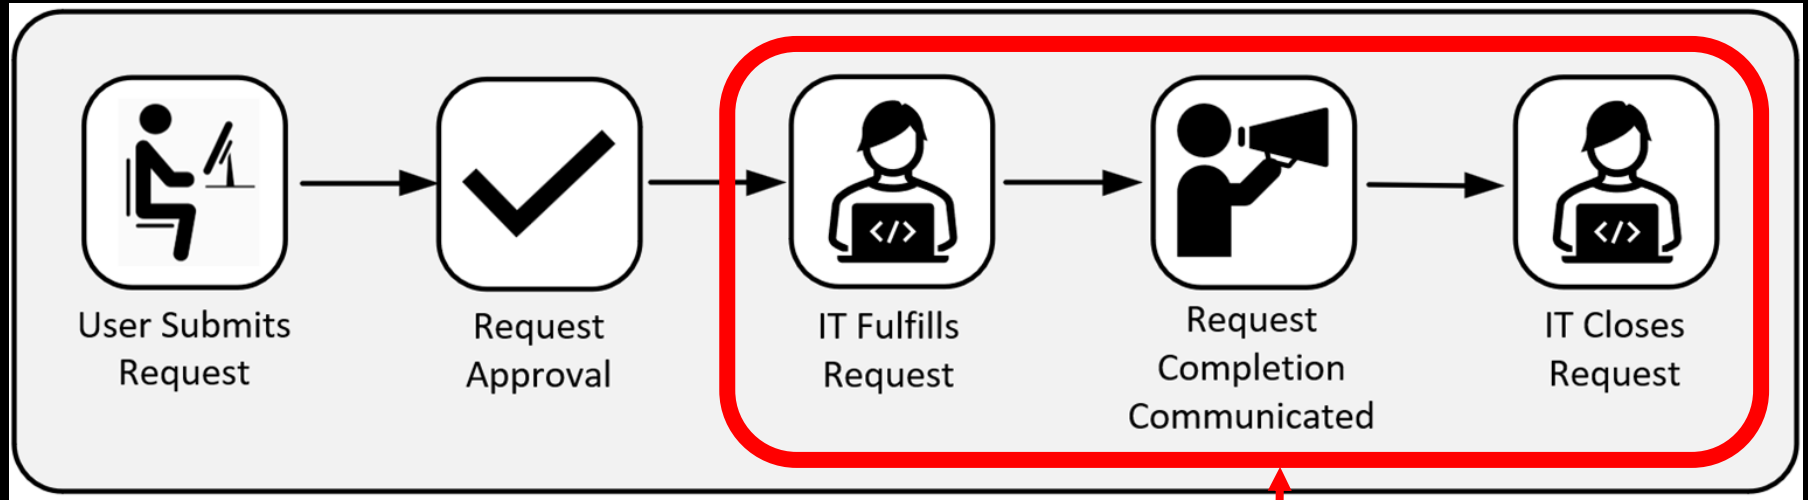 User Submits
Request
Request
Approval
</>
IT Fulfills
Request
Request
Completion
Communicated
</>
IT Closes
Request